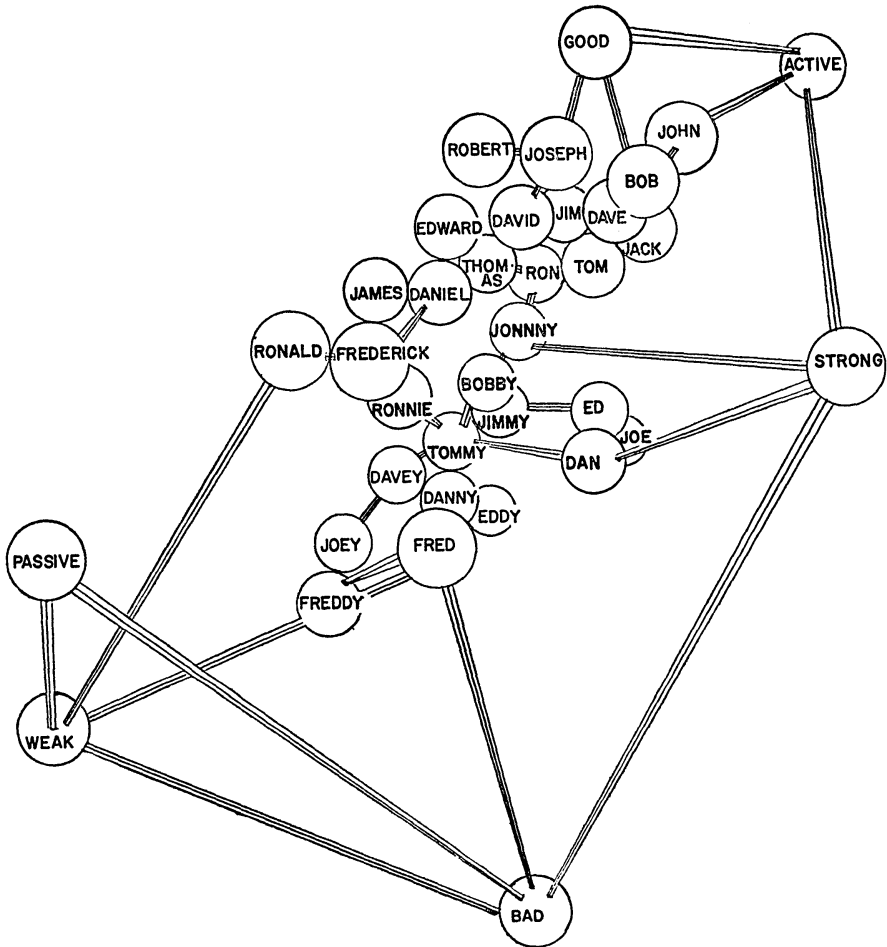 GOOD
ACTIVE
JOHN
ROBERT
JOSEPH
BOB
JIM
DAVE
DAVID
EDWARD
JACK
THOM
AS
RON
TOM
JAMES
DANIEL
JONNNY
RONALD
FREDERICK
STRONG
BOBBY
RONNIE
JIMMY
ED
JOE
TOMMY
DAN
DAVEY
DANNY
EDDY
JOEY
FRED
PASSIVE
FREDDY
WEAK
BAD